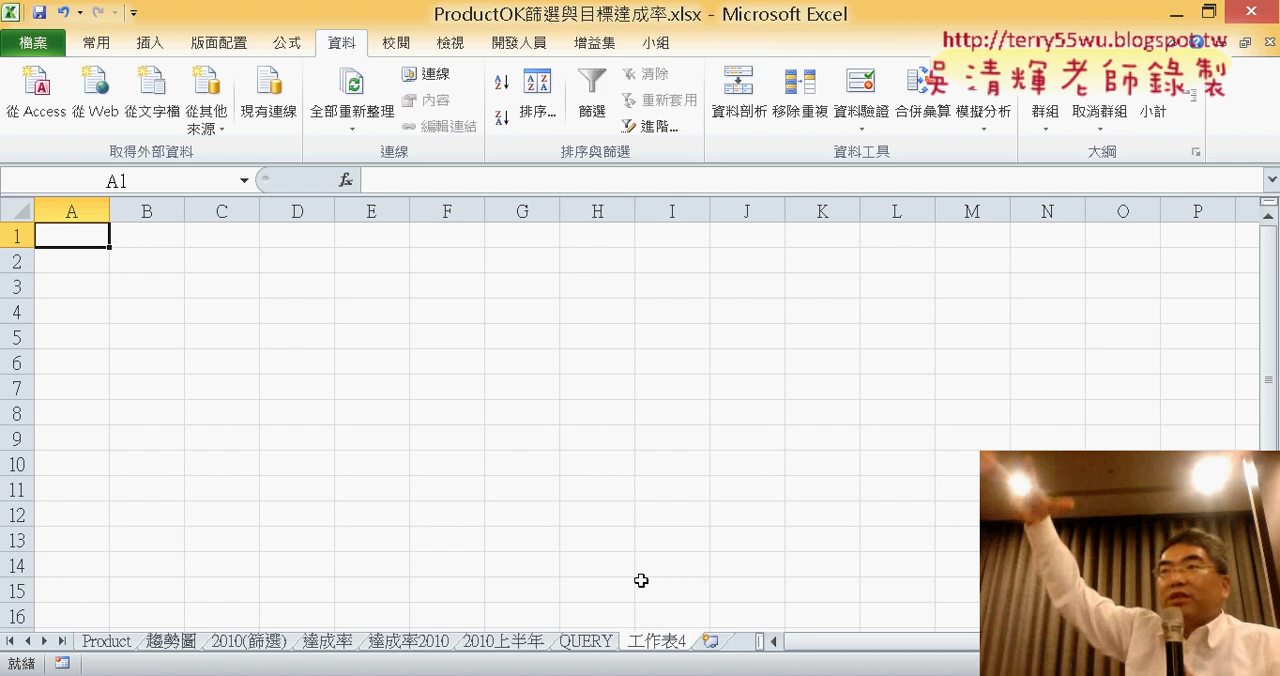 ProductOK篩選與目標達成率.xlsx - Microsoft Excel
檔案 常用 插入 版面配置 公式 資料 校閱 檢視 開發人員 增益集 小組
http://terry55wu.blogspot.tw
吳清輝老師錄製
從 Access 從 Web 從文字檔 從其他來源 現有連線 全部重新整理 連線 內容 編輯連結 排序... 篩選 清除 重新套用 進階... 資料剖析 移除重複 資料驗證 合併彙算 模擬分析 群組 取消群組 小計
取得外部資料 連線 排序與篩選 資料工具 大綱
A1 fx
A B C D E F G H I J K L M N O P
1
2
3
4
5
6
7
8
9
10
11
12
13
14
15
16
Product 趨勢圖 2010(篩選) 達成率 達成率2010 2010上半年 QUERY 工作表4
就緒